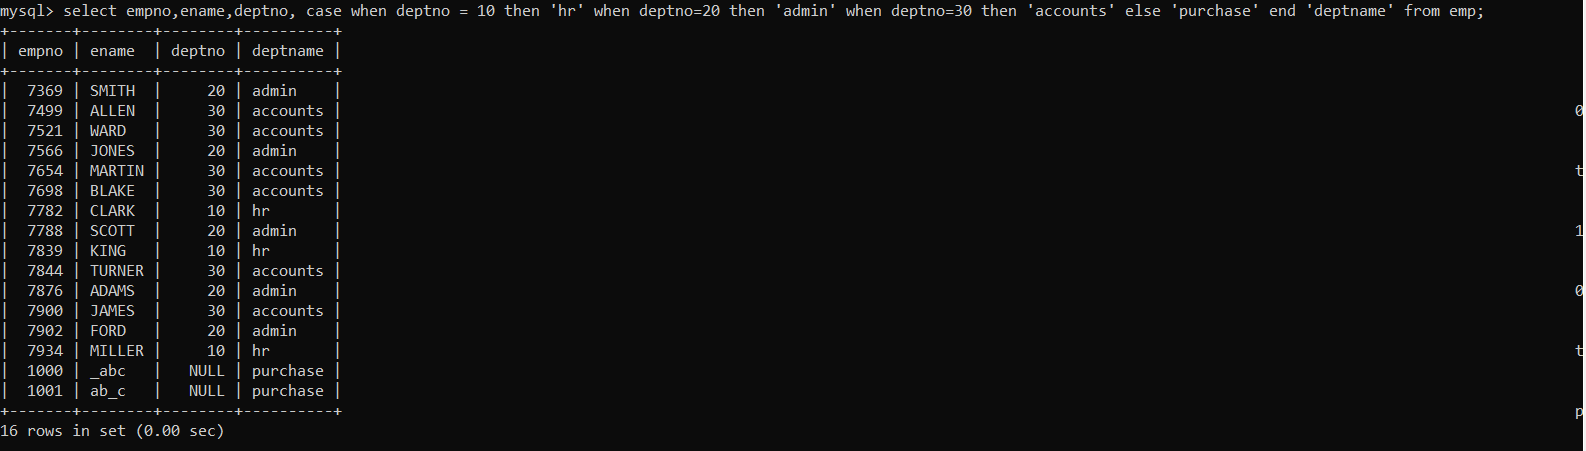 mysql> select empno,ename,deptno, case when deptno = 10 then 'hr' when deptno=20 then 'admin' when deptno=30 then 'accounts' else 'purchase' end 'deptname' from emp;
+-------+--------+--------+----------+
| empno | ename  | deptno | deptname |
+-------+--------+--------+----------+
|  7369 | SMITH  |     20 | admin    |
|  7499 | ALLEN  |     30 | accounts | 0
|  7521 | WARD   |     30 | accounts |
|  7566 | JONES  |     20 | admin    |
|  7654 | MARTIN |     30 | accounts | t
|  7698 | BLAKE  |     30 | accounts |
|  7782 | CLARK  |     10 | hr       |
|  7788 | SCOTT  |     20 | admin    | 1
|  7839 | KING   |     10 | hr       |
|  7844 | TURNER |     30 | accounts |
|  7876 | ADAMS  |     20 | admin    | 0
|  7900 | JAMES  |     30 | accounts |
|  7902 | FORD   |     20 | admin    |
|  7934 | MILLER |     10 | hr       | t
|  1000 | _abc   |   NULL | purchase |
|  1001 | ab_c   |   NULL | purchase |
+-------+--------+--------+----------+ p
16 rows in set (0.00 sec)